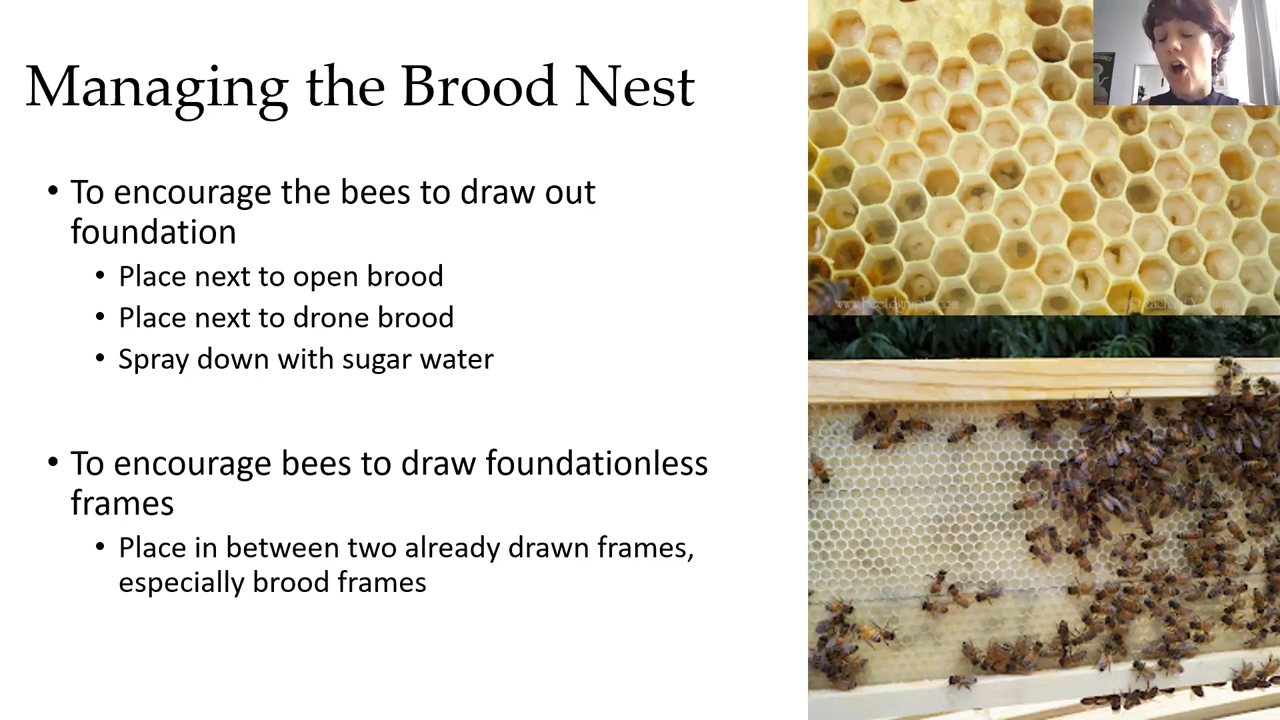 Managing the Brood Nest
• To encourage the bees to draw out
foundation
• Place next to open brood
• Place next to drone brood
• Spray down with sugar water
• To encourage bees to draw foundationless
frames
• Place in between two already drawn frames,
especially brood frames